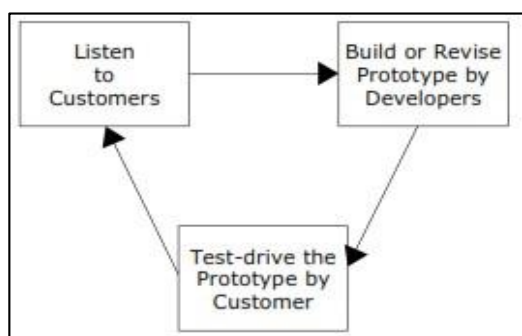 Listen
to
Customers
Build or Revise
Prototype by
Developers
Test-drive the
Prototype by
Customer